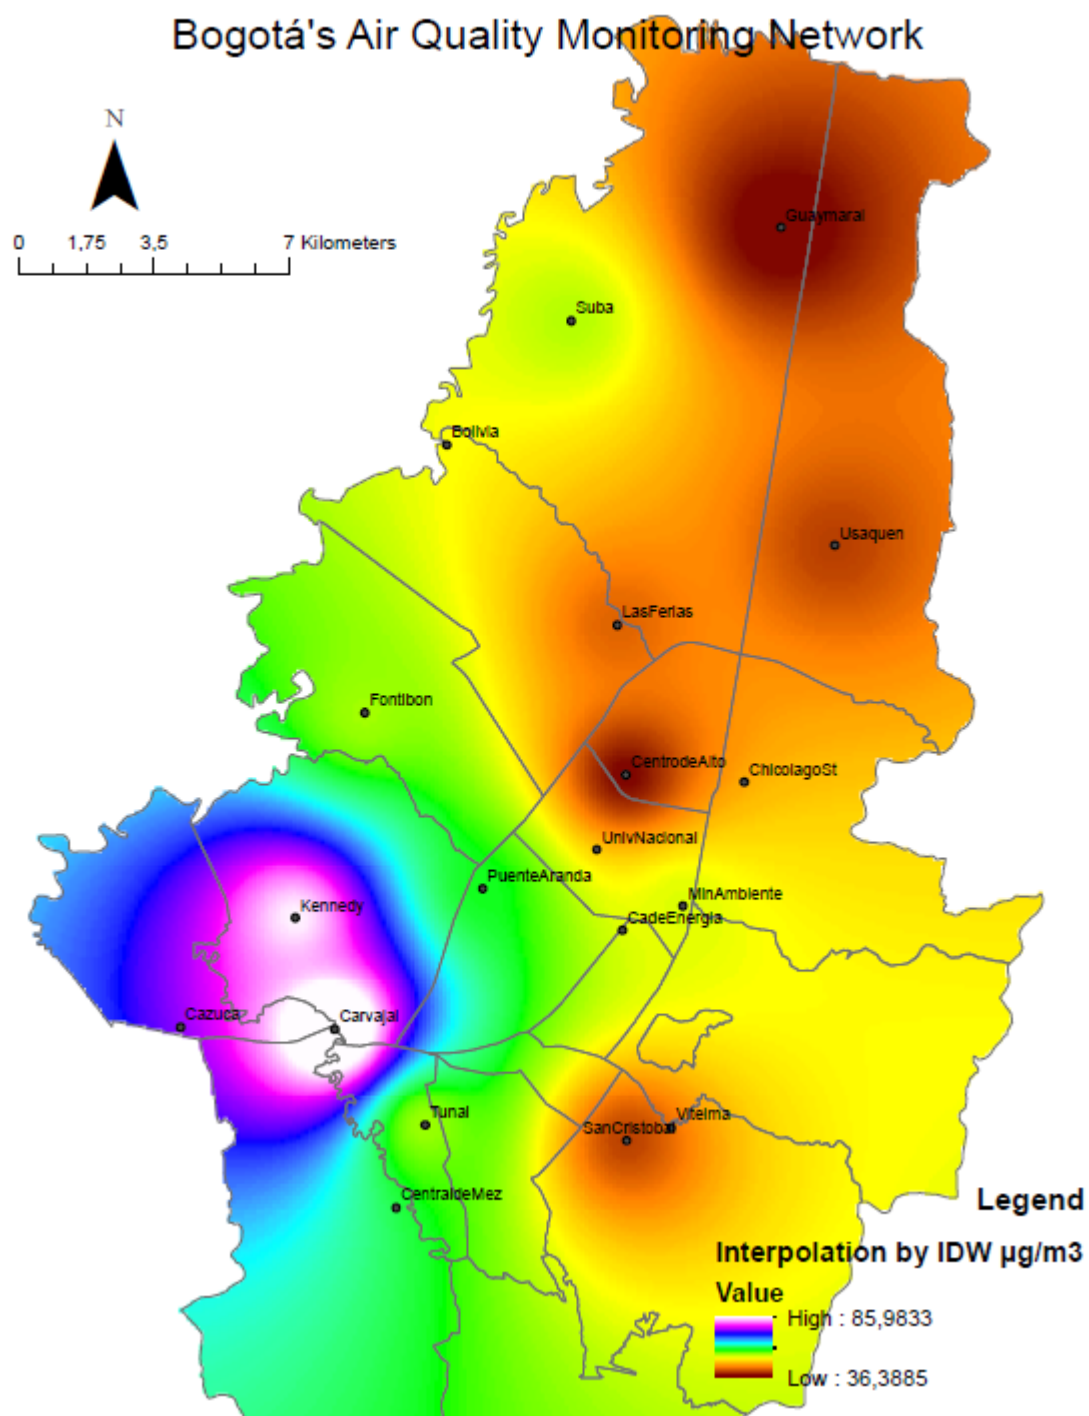 Bogotá's Air Quality Monitoring Network
N
0 1,75 3,5 7 Kilometers
Guaymaral
Suba
Bolivia
Usaquen
LasFerias
Fontibon
CentrodeAlto
ChicolagoSt
UnivNacional
PuenteAranda
MinAmbiente
Kennedy
CadeEnergia
Cazuca
Carvajal
Tunal
Vitelma
SanCristobal
CentraldeMez
Legend
Interpolation by IDW µg/m3
Value
High : 85,9833
Low : 36,3885